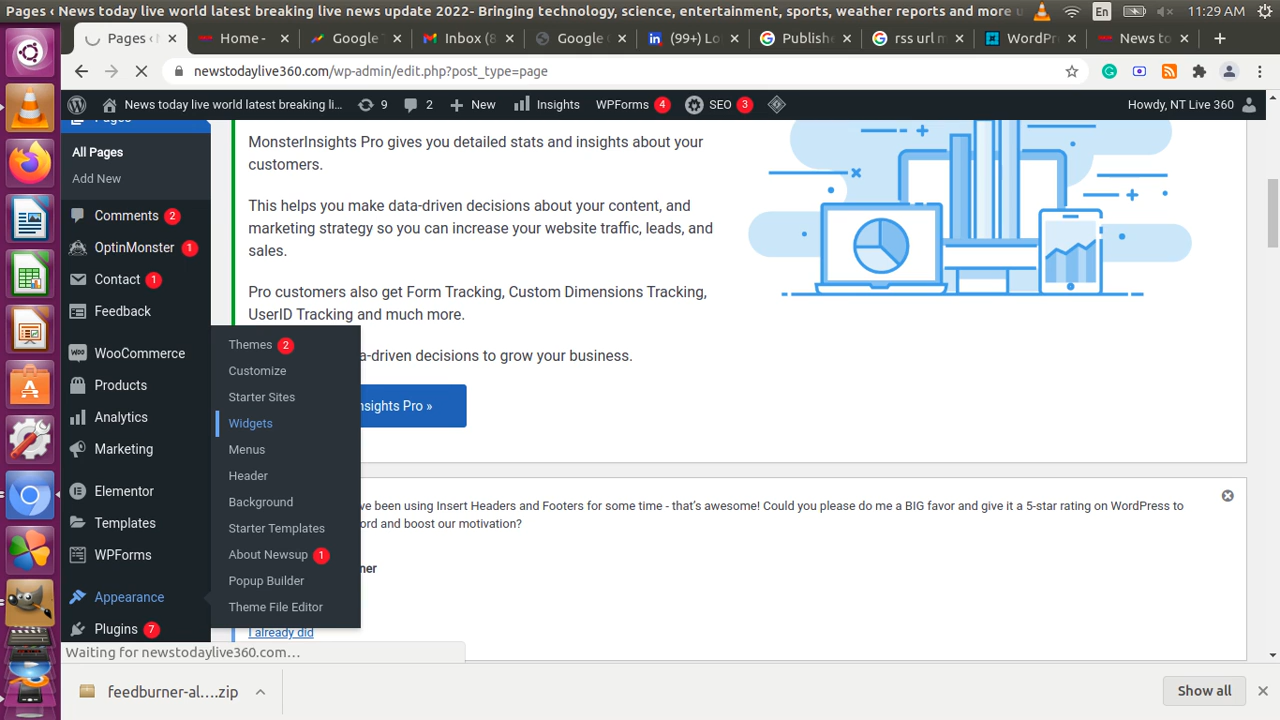 Pages ‹ News today live world latest breaking live news update 2022- Bringing technology, science, entertainment, sports, weather reports and more u
En
11:29 AM
Pages ‹
Home -
Google
Inbox (8
Google
(99+) Lo
Publishe
rss url m
WordPr
News to
newstodaylive360.com/wp-admin/edit.php?post_type=page
News today live world latest breaking li...
9
2
New
Insights
WPForms 4
SEO 3
Howdy, NT Live 360
Pages
All Pages
Add New
Comments 2
OptinMonster 1
Contact 1
Feedback
WooCommerce
Products
Analytics
Marketing
Elementor
Templates
WPForms
Appearance
Plugins 7
Themes 2
Customize
Starter Sites
Widgets
Menus
Header
Background
Starter Templates
About Newsup 1
Popup Builder
Theme File Editor
MonsterInsights Pro gives you detailed stats and insights about your
customers.
This helps you make data-driven decisions about your content, and
marketing strategy so you can increase your website traffic, leads, and
sales.
Pro customers also get Form Tracking, Custom Dimensions Tracking,
UserID Tracking and much more.
a-driven decisions to grow your business.
nsights Pro »
ve been using Insert Headers and Footers for some time - that's awesome! Could you please do me a BIG favor and give it a 5-star rating on WordPress to
ord and boost our motivation?
ner
I already did
Waiting for newstodaylive360.com...
feedburner-al....zip
Show all